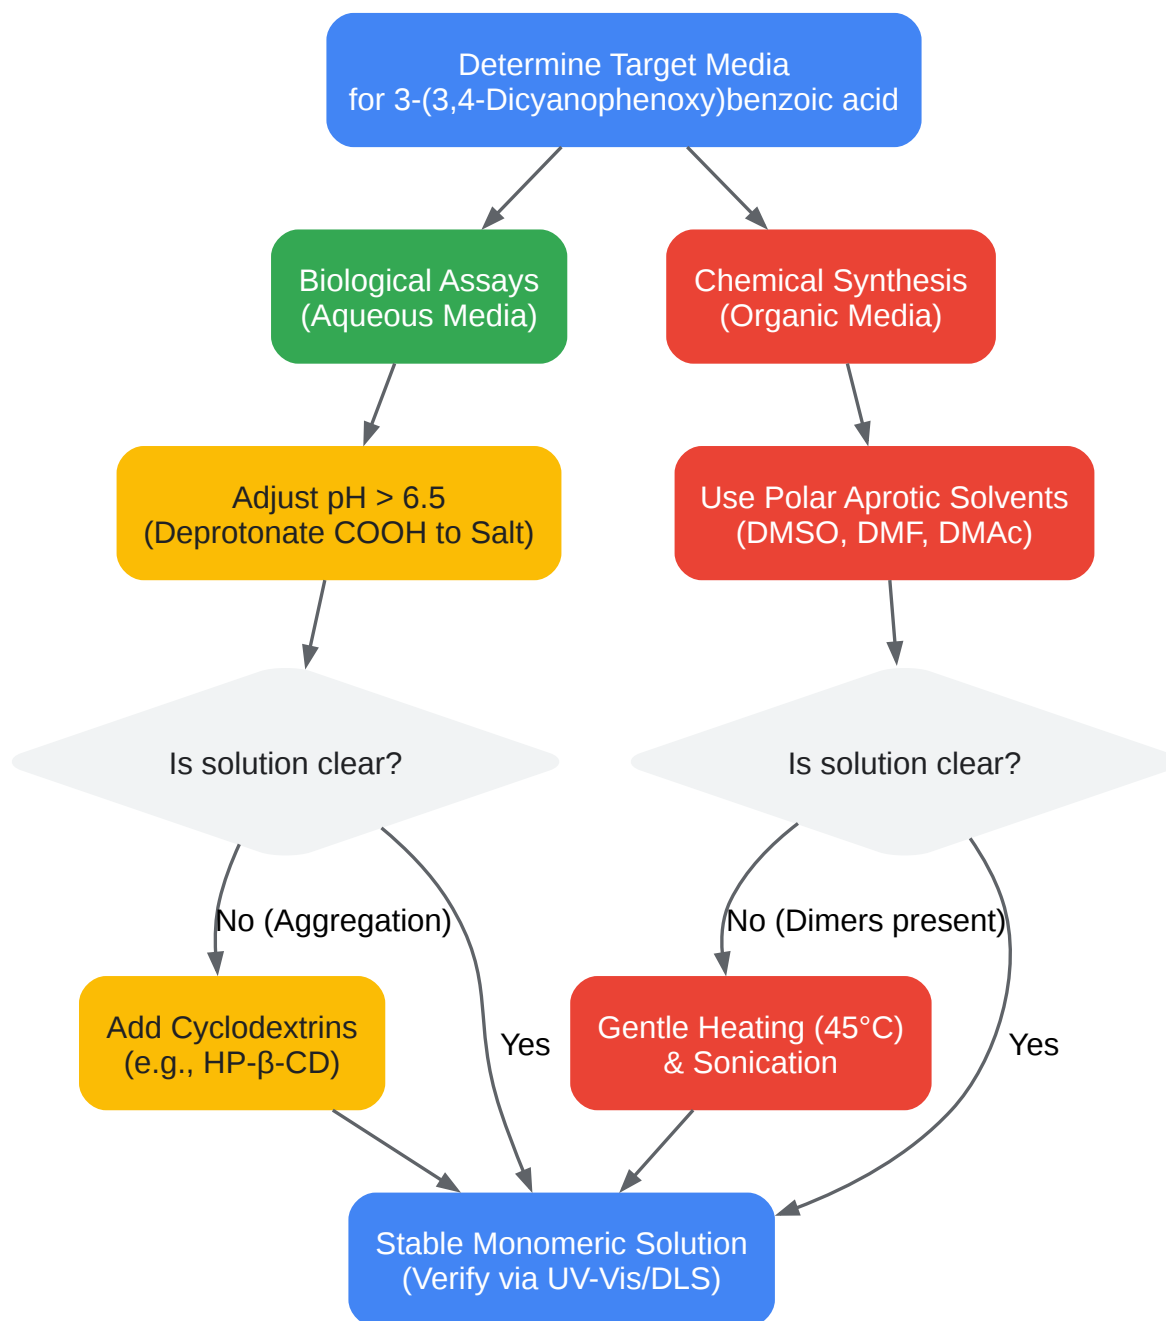 Determine Target Media
for 3-(3,4-Dicyanophenoxy)benzoic acid
Biological Assays
(Aqueous Media)
Chemical Synthesis
(Organic Media)
Adjust pH > 6.5
(Deprotonate COOH to Salt)
Use Polar Aprotic Solvents
(DMSO, DMF, DMAc)
Is solution clear?
Is solution clear?
No (Aggregation)
No (Dimers present)
Add Cyclodextrins
(e.g., HP-β-CD)
Yes
Gentle Heating (45°C)
& Sonication
Yes
Stable Monomeric Solution
(Verify via UV-Vis/DLS)